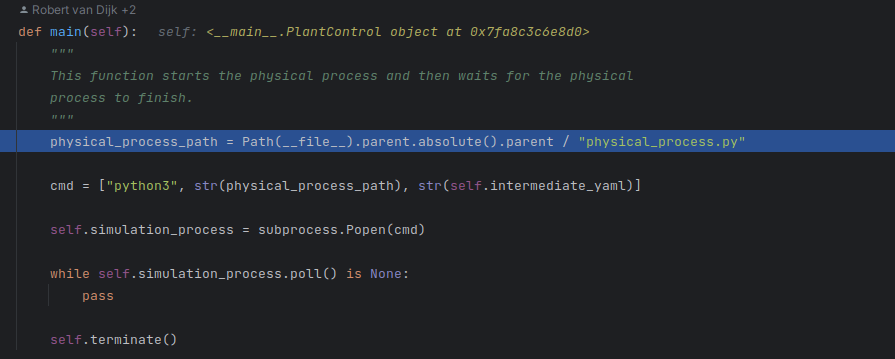 Robert van Dijk +2
def main(self):   self: <__main__.PlantControl object at 0x7fa8c3c6e8d0>
    """
    This function starts the physical process and then waits for the physical
    process to finish.
    """
    physical_process_path = Path(__file__).parent.absolute().parent / "physical_process.py"
    cmd = ["python3", str(physical_process_path), str(self.intermediate_yaml)]
    self.simulation_process = subprocess.Popen(cmd)
    while self.simulation_process.poll() is None:
        pass
    self.terminate()